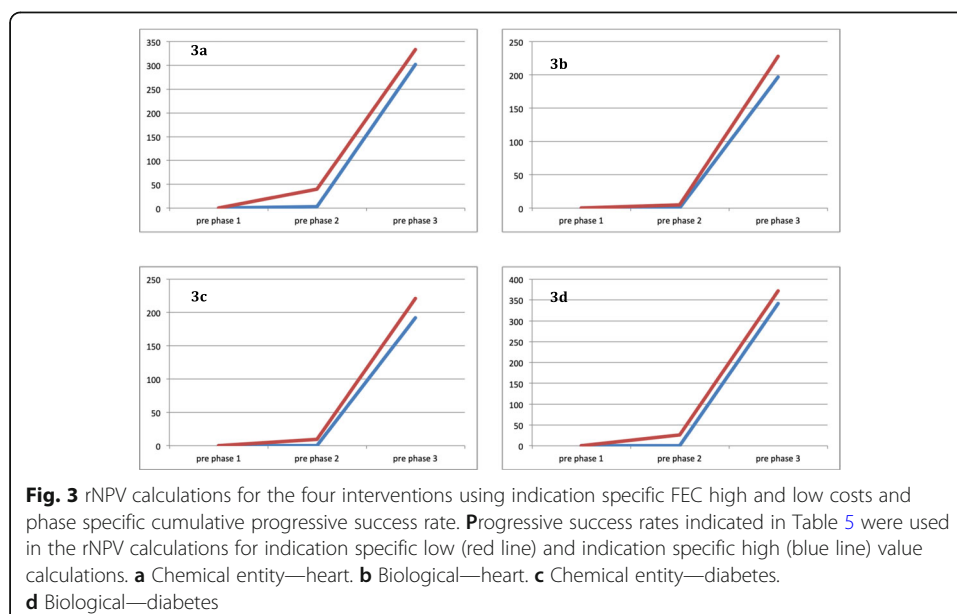 3a
350
300
250
200
150
100
50
0
pre phase 1 pre phase 2 pre phase 3
3b
250
200
150
100
50
0
pre phase 1 pre phase 2 pre phase 3
3c
250
200
150
100
50
0
pre phase 1 pre phase 2 pre phase 3
3d
400
350
300
250
200
150
100
50
0
pre phase 1 pre phase 2 pre phase 3
Fig. 3 rNPV calculations for the four interventions using indication specific FEC high and low costs and
phase specific cumulative progressive success rate. Progressive success rates indicated in Table 5 were used
in the rNPV calculations for indication specific low (red line) and indication specific high (blue line) value
calculations. a Chemical entity—heart. b Biological—heart. c Chemical entity—diabetes.
d Biological—diabetes